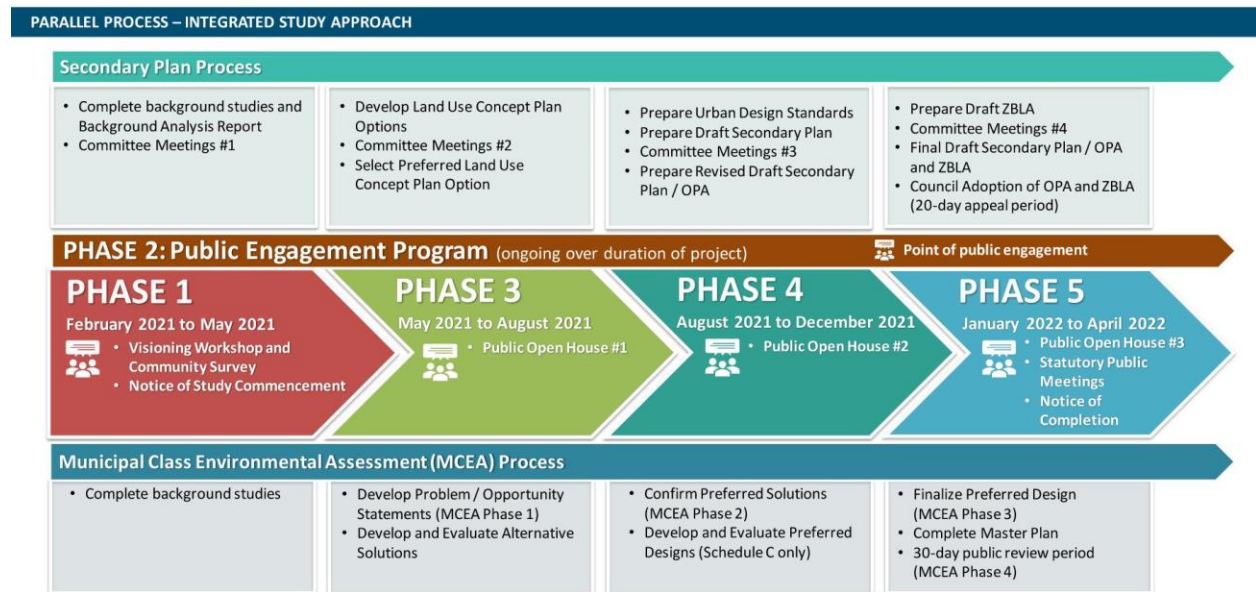 PARALLEL PROCESS – INTEGRATED STUDY APPROACH
Secondary Plan Process
• Complete background studies and
Background Analysis Report
• Committee Meetings #1
• Develop Land Use Concept Plan
Options
• Committee Meetings #2
• Select Preferred Land Use
Concept Plan Option
• Prepare Urban Design Standards
• Prepare Draft Secondary Plan
• Committee Meetings #3
• Prepare Revised Draft Secondary
Plan / OPA
• Prepare Draft ZBLA
• Committee Meetings #4
• Final Draft Secondary Plan / OPA
and ZBLA
• Council Adoption of OPA and ZBLA
(20-day appeal period)
PHASE 2: Public Engagement Program (ongoing over duration of project)
Point of public engagement
PHASE 1
February 2021 to May 2021
• Visioning Workshop and
Community Survey
• Notice of Study Commencement
PHASE 3
May 2021 to August 2021
• Public Open House #1
PHASE 4
August 2021 to December 2021
• Public Open House #2
PHASE 5
January 2022 to April 2022
• Public Open House #3
• Statutory Public
Meetings
• Notice of
Completion
Municipal Class Environmental Assessment (MCEA) Process
• Complete background studies
• Develop Problem / Opportunity
Statements (MCEA Phase 1)
• Develop and Evaluate Alternative
Solutions
• Confirm Preferred Solutions
(MCEA Phase 2)
• Develop and Evaluate Preferred
Designs (Schedule C only)
• Finalize Preferred Design
(MCEA Phase 3)
• Complete Master Plan
• 30-day public review period
(MCEA Phase 4)